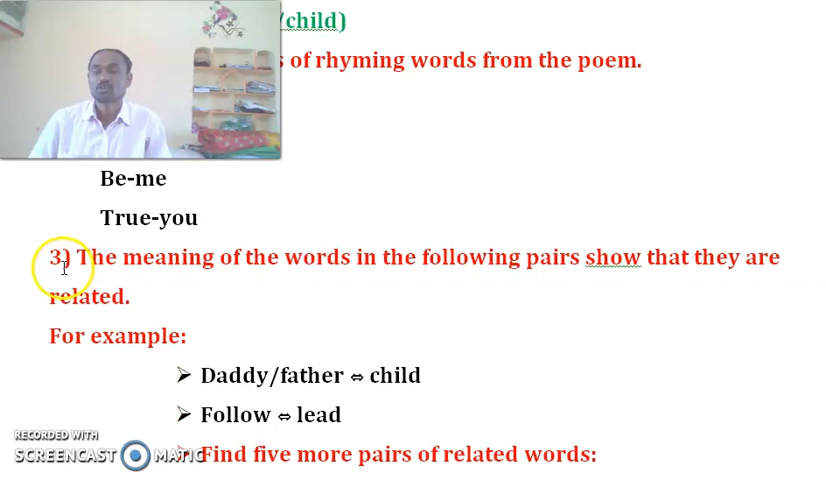 /child)
s of rhyming words from the poem.
Be-me
True-you
3) The meaning of the words in the following pairs show that they are
related.
For example:
➢ Daddy/father ⇔ child
➢ Follow ⇔ lead
➢ Find five more pairs of related words:
RECORDED WITH
SCREENCAST MATIC